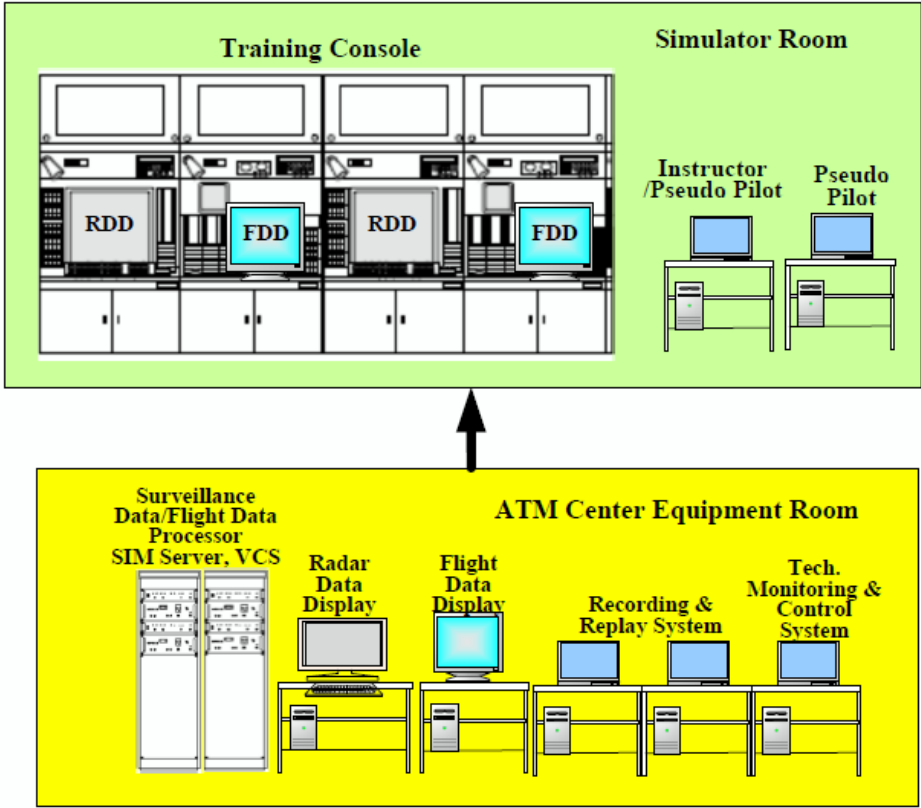 Training Console
Simulator Room
Instructor
/Pseudo Pilot
Pseudo
Pilot
RDD
FDD
RDD
FDD
ATM Center Equipment Room
Surveillance
Data/Flight Data
Processor
SIM Server, VCS
Radar
Data
Display
Flight
Data
Display
Recording &
Replay System
Tech.
Monitoring &
Control
System